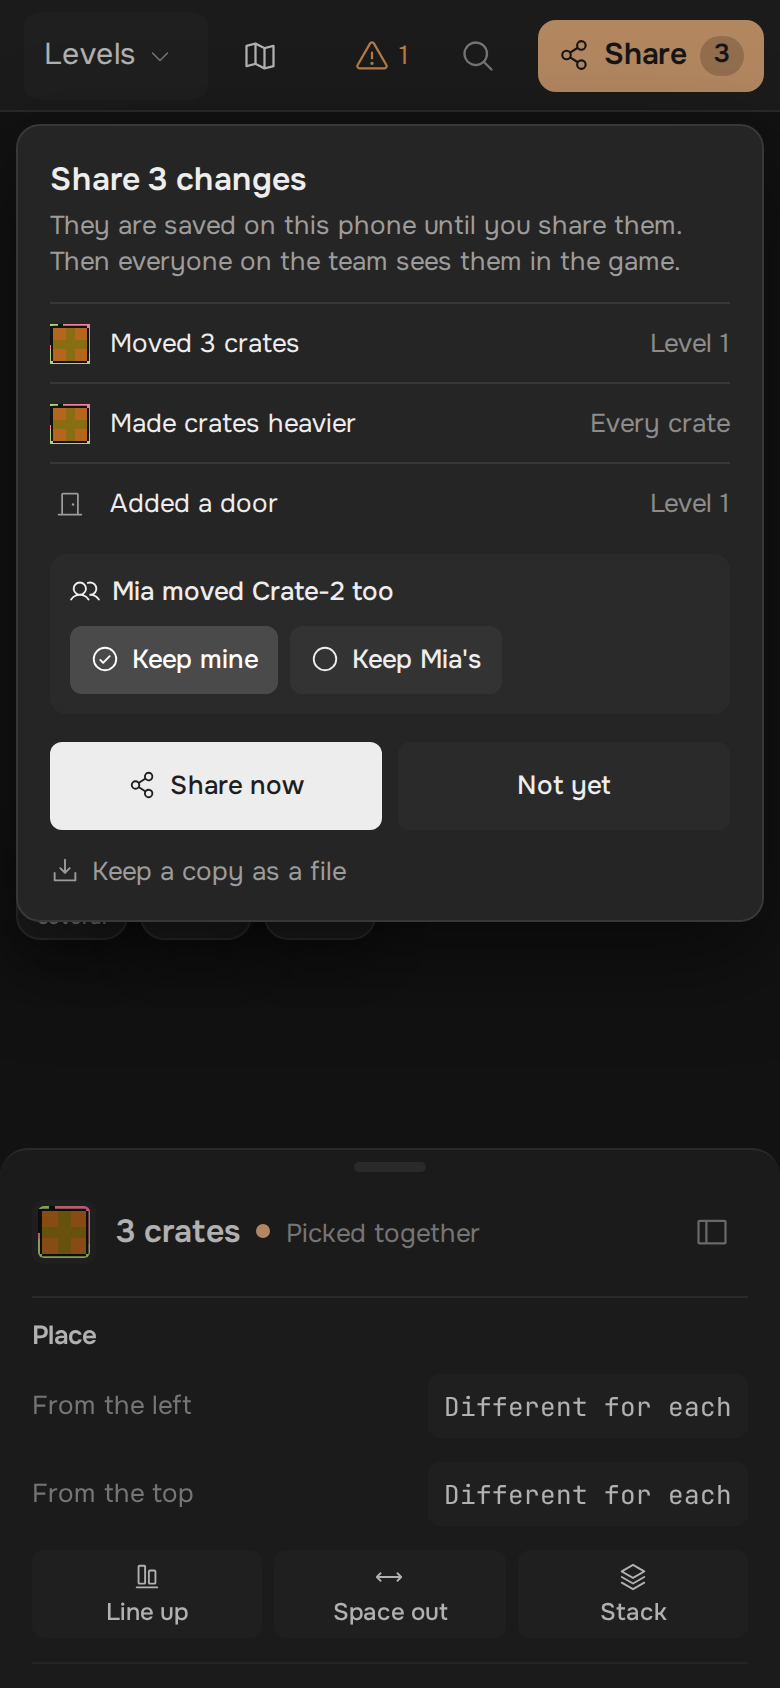 Levels
1
Share 3
Share 3 changes
They are saved on this phone until you share them.
Then everyone on the team sees them in the game.
Moved 3 crates Level 1
Made crates heavier Every crate
Added a door Level 1
Mia moved Crate-2 too
Keep mine Keep Mia's
Share now Not yet
Keep a copy as a file
3 crates Picked together
Place
From the left Different for each
From the top Different for each
Line up Space out Stack